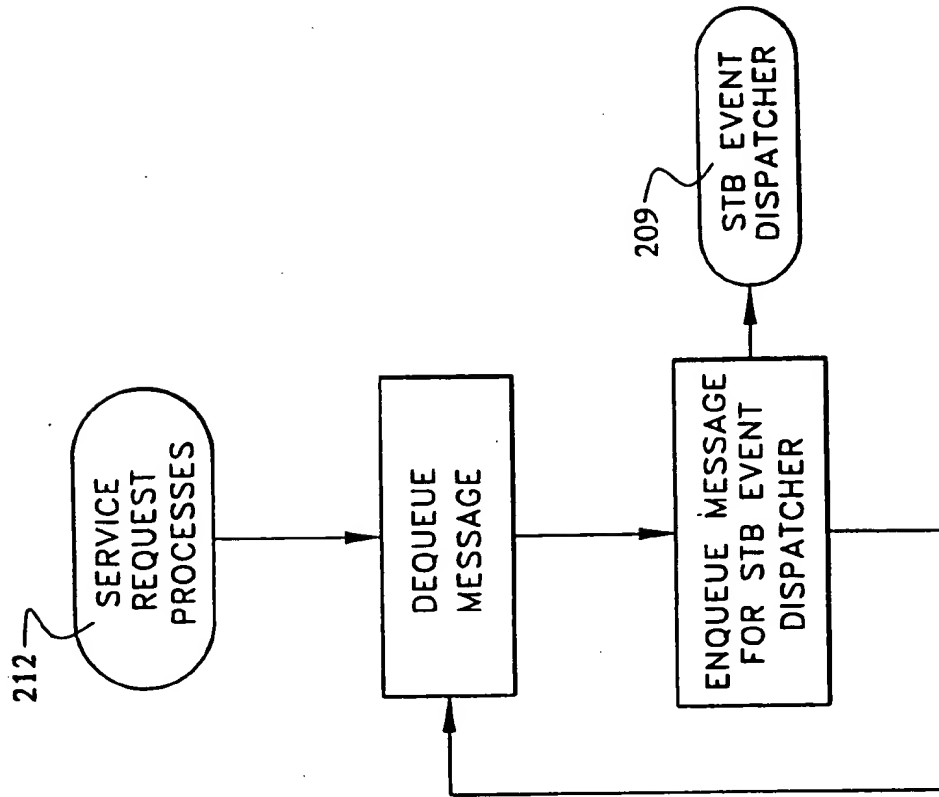 212
SERVICE
REQUEST
PROCESSES
DEQUEUE
MESSAGE
ENQUEUE MESSAGE
FOR STB EVENT
DISPATCHER
209
STB EVENT
DISPATCHER